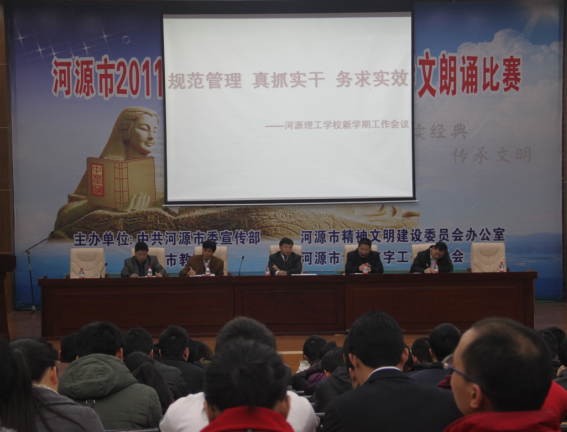 河源市2011
文朗诵比赛
规范管理 真抓实干 务求实效
——河源理工学校新学期工作会议
读经典
传承文明
主办单位:中共河源市委宣传部 河源市精神文明建设委员会办公室
市教 河源市 字工 会